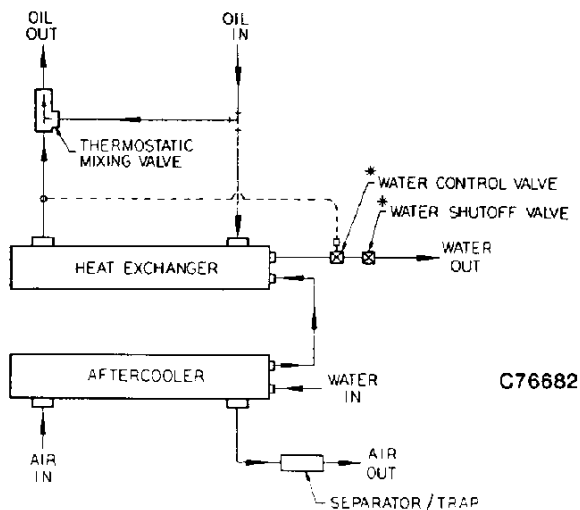 OIL
OUT
OIL
IN
THERMOSTATIC
MIXING VALVE
*
WATER CONTROL VALVE
*
WATER SHUTOFF VALVE
WATER
OUT
HEAT EXCHANGER
AFTERCOOLER
WATER
IN
C76682
AIR
IN
AIR
OUT
SEPARATOR/TRAP